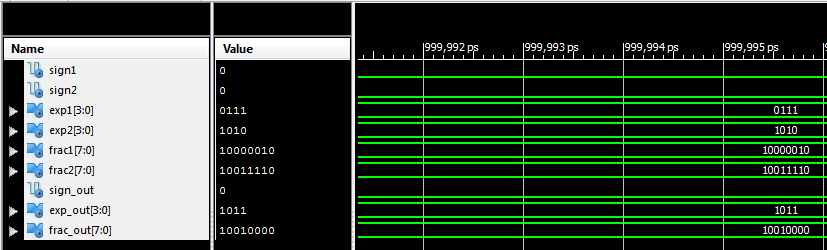 Name Value 999,992 ps 999,993 ps 999,994 ps 999,995 ps
sign1 0
sign2 0
exp1[3:0] 0111 0111
exp2[3:0] 1010 1010
frac1[7:0] 10000010 10000010
frac2[7:0] 10011110 10011110
sign_out 0
exp_out[3:0] 1011 1011
frac_out[7:0] 10010000 10010000